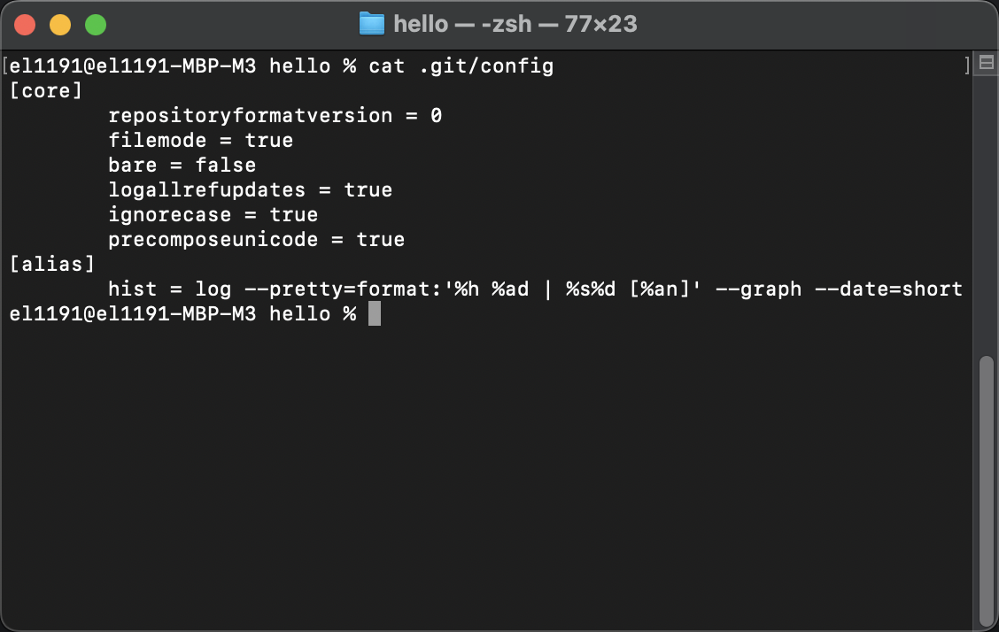 hello — -zsh — 77×23
[el1191@el1191-MBP-M3 hello % cat .git/config ]
[core]
        repositoryformatversion = 0
        filemode = true
        bare = false
        logallrefupdates = true
        ignorecase = true
        precomposeunicode = true
[alias]
        hist = log --pretty=format:'%h %ad | %s%d [%an]' --graph --date=short
el1191@el1191-MBP-M3 hello %